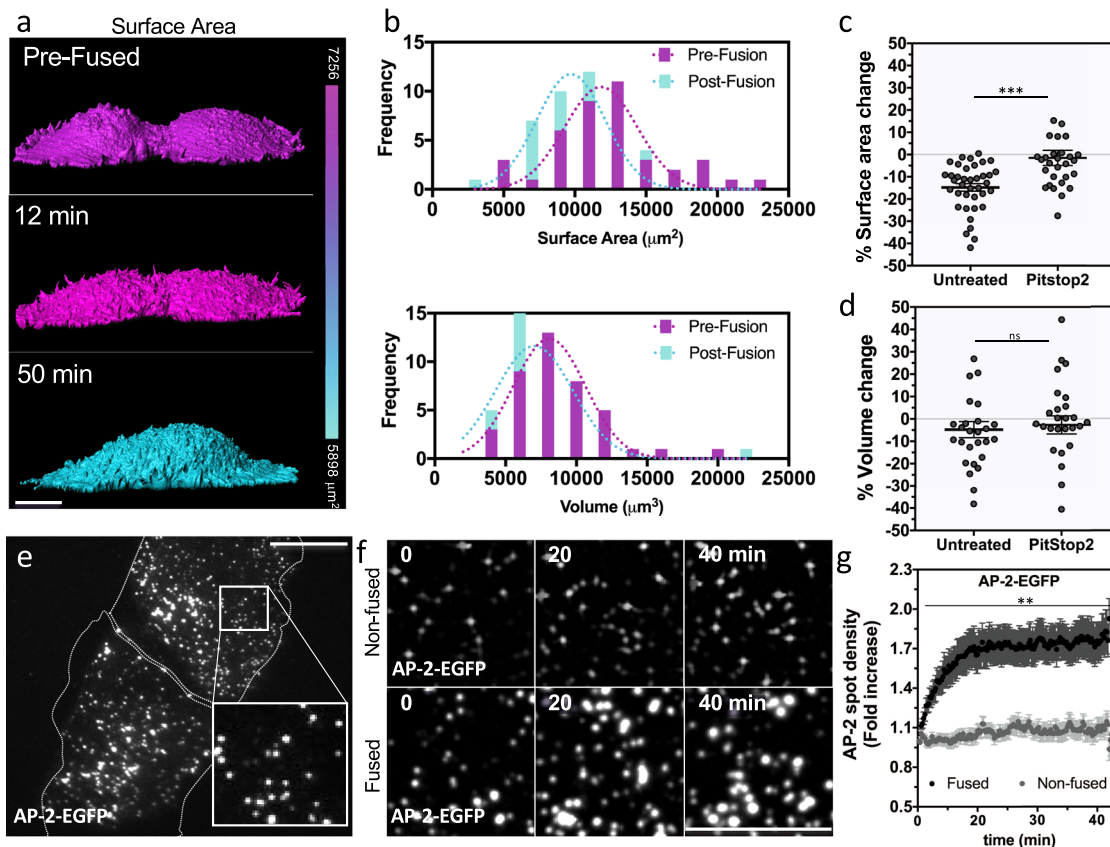 a
Surface Area
Pre-Fused
12 min
50 min
7256
5898 μm²
b
Frequency
15
10
5
0
Pre-Fusion
Post-Fusion
0 5000 10000 15000 20000 25000
Surface Area (μm²)
Frequency
15
10
5
0
Pre-Fusion
Post-Fusion
0 5000 10000 15000 20000 25000
Volume (μm³)
c
% Surface area change
50
40
30
20
10
0
-10
-20
-30
-40
-50
***
Untreated Pitstop2
d
% Volume change
50
40
30
20
10
0
-10
-20
-30
-40
-50
ns
Untreated PitStop2
e
AP-2-EGFP
f
Non-fused
0 20 40 min
AP-2-EGFP
Fused
0 20 40 min
AP-2-EGFP
g
AP-2-EGFP
**
AP-2 spot density
(Fold increase)
2.3
2.0
1.7
1.4
1.1
0.8
0.5
Fused Non-fused
0 10 20 30 40
time (min)